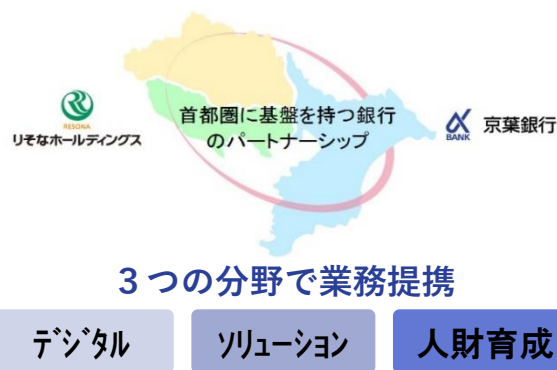 首都圏に基盤を持つ銀行
のパートナーシップ
RESONA
りそなホールディングス
αBANK
京葉銀行
3つの分野で業務提携
デジタル
ソリューション
人財育成